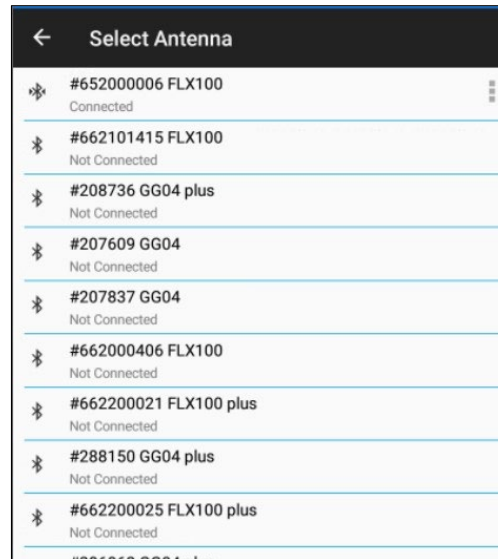 Select Antenna
#652000006 FLX100
Connected
#662101415 FLX100
Not Connected
#208736 GG04 plus
Not Connected
#207609 GG04
Not Connected
#207837 GG04
Not Connected
#662000406 FLX100
Not Connected
#662200021 FLX100 plus
Not Connected
#288150 GG04 plus
Not Connected
#662200025 FLX100 plus
Not Connected